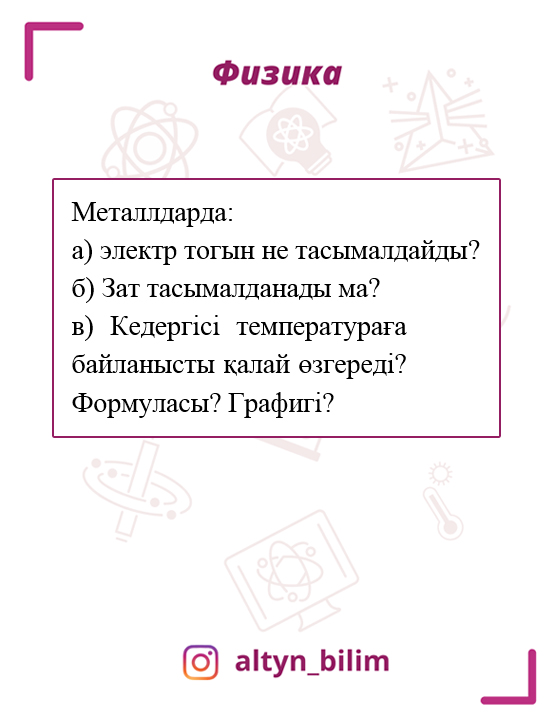 Физика
Металлдарда:
а) электр тогын не тасымалдайды?
б) Зат тасымалданады ма?
в) Кедергісі температураға
байланысты қалай өзгереді?
Формуласы? Графигі?
altyn_bilim